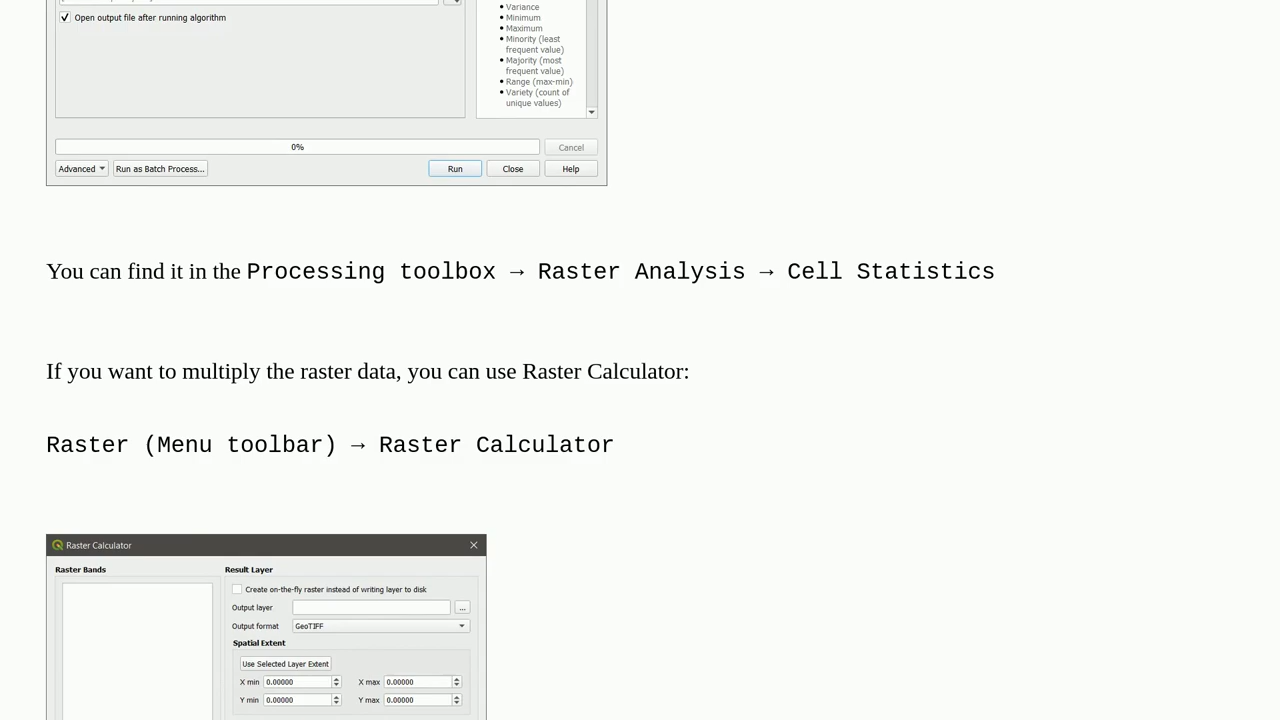 Variance
Open output file after running algorithm
Minimum
Maximum
Minority (least
frequent value)
Majority (most
frequent value)
Range (max-min)
Variety (count of
unique values)
0%
Cancel
Advanced
Run as Batch Process...
Run
Close
Help
You can find it in the Processing toolbox → Raster Analysis → Cell Statistics
If you want to multiply the raster data, you can use Raster Calculator:
Raster (Menu toolbar) → Raster Calculator
Raster Calculator
Raster Bands
Result Layer
Create on-the-fly raster instead of writing layer to disk
Output layer
...
Output format
GeoTIFF
Spatial Extent
Use Selected Layer Extent
X min 0.00000 X max 0.00000
Y min 0.00000 Y max 0.00000